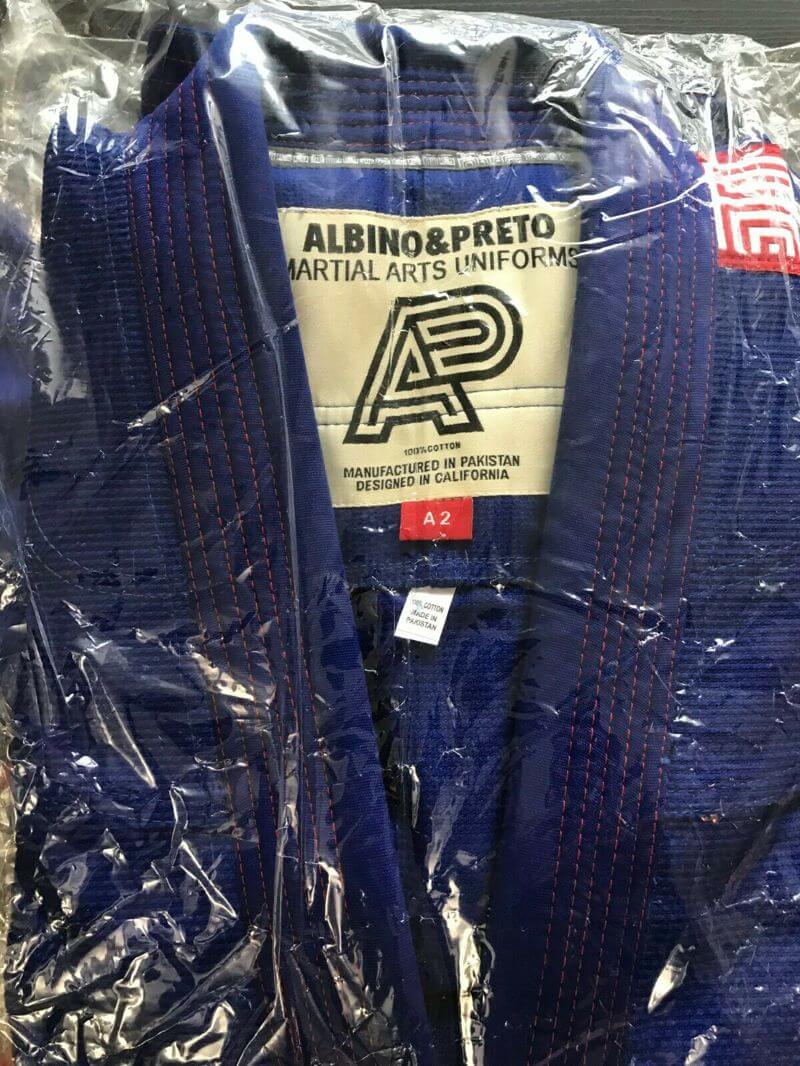 ALBINO&PRETO
MARTIAL ARTS UNIFORMS
AP
100% COTTON
MANUFACTURED IN PAKISTAN
DESIGNED IN CALIFORNIA
A2
100% COTTON
MADE IN
PAKISTAN